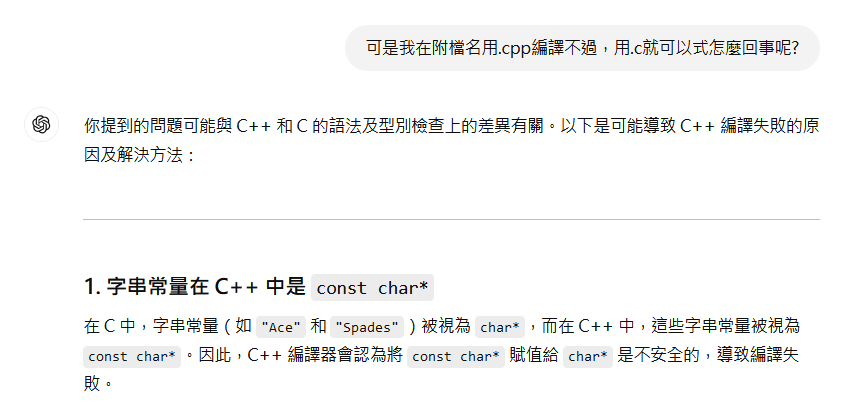 可是我在附檔名用.cpp編譯不過，用.c就可以式怎麼回事呢?
你提到的問題可能與 C++ 和 C 的語法及型別檢查上的差異有關。以下是可能導致 C++ 編譯失敗的原
因及解決方法：
1. 字串常量在 C++ 中是 const char*
在 C 中，字串常量（如 "Ace" 和 "Spades"）被視為 char*，而在 C++ 中，這些字串常量被視為
const char*。因此，C++ 編譯器會認為將 const char* 賦值給 char* 是不安全的，導致編譯失
敗。